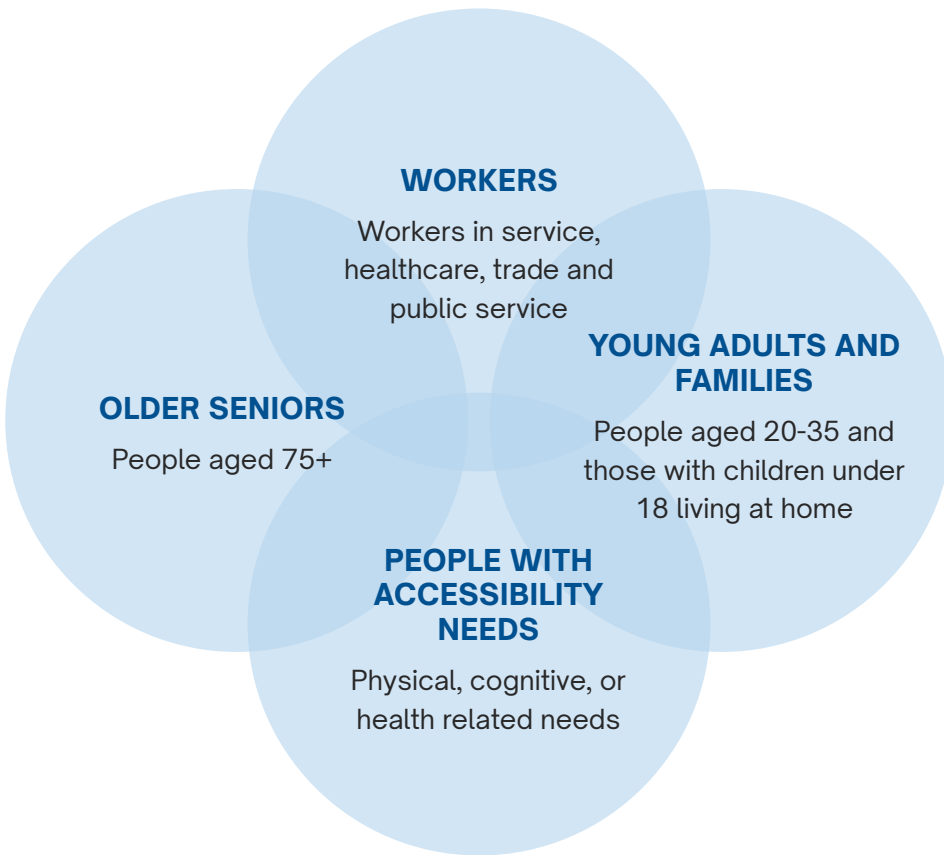 WORKERS
Workers in service,
healthcare, trade and
public service
YOUNG ADULTS AND
FAMILIES
People aged 20-35 and
those with children under
18 living at home
OLDER SENIORS
People aged 75+
PEOPLE WITH
ACCESSIBILITY
NEEDS
Physical, cognitive, or
health related needs